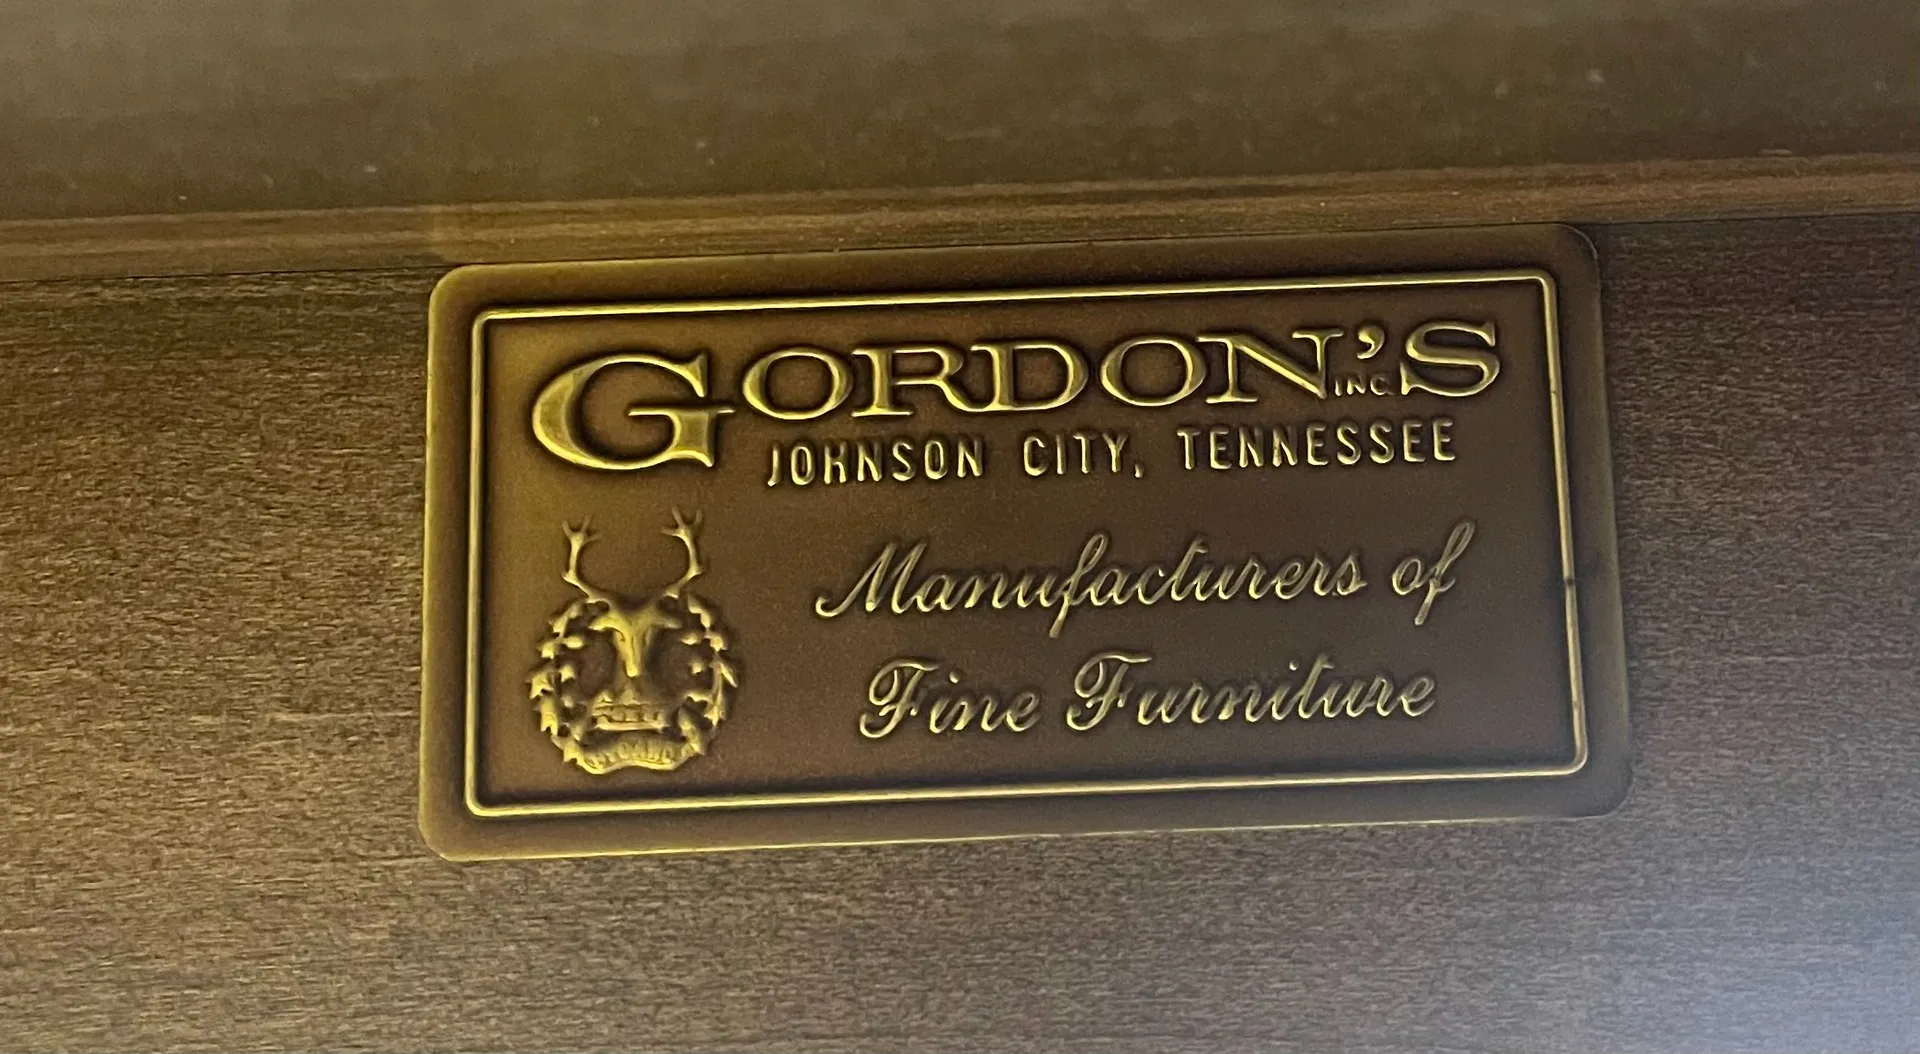 GORDON'S INC.
JOHNSON CITY, TENNESSEE
Manufacturers of
Fine Furniture